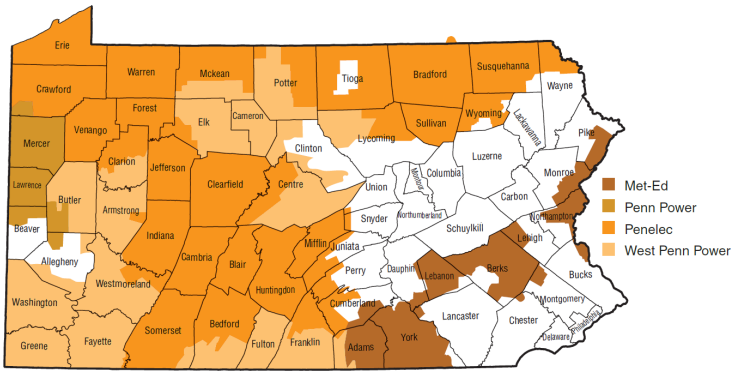 Erie
Crawford
Warren
Mckean
Potter
Tioga
Bradford
Susquehanna
Wayne
Forest
Elk
Cameron
Sullivan
Wyoming
Lackawanna
Pike
Mercer
Venango
Clarion
Jefferson
Clinton
Lycoming
Luzerne
Monroe
Lawrence
Butler
Armstrong
Clearfield
Centre
Union
Montour
Columbia
Carbon
Northampton
Snyder
Northumberland
Schuylkill
Lehigh
Beaver
Allegheny
Indiana
Cambria
Blair
Mifflin
Juniata
Perry
Dauphin
Lebanon
Berks
Bucks
Montgomery
Washington
Westmoreland
Huntingdon
Cumberland
Lancaster
Chester
Philadelphia
Delaware
Greene
Fayette
Somerset
Bedford
Fulton
Franklin
Adams
York
Met-Ed
Penn Power
Penelec
West Penn Power